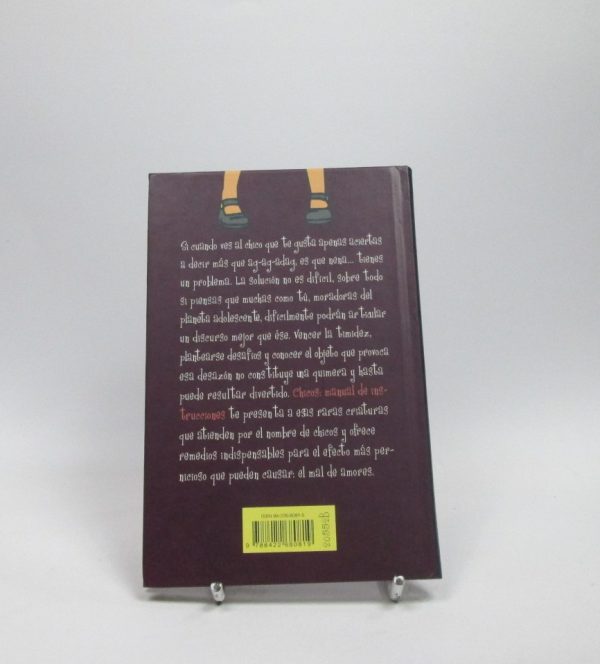 Si cuando ves al chico que te gusta apenas aciertas
a decir más que ag-ag-adag, es que nena... tienes
un problema. La solución no es difícil, sobre todo
si piensas que muchas como tú, moradoras del
planeta adolescente, difícilmente podrán articular
un discurso mejor que ése. Vencer la timidez,
plantearse desafíos y conocer el objeto que provoca
esa desazón no constituye una quimera y hasta
puede resultar divertido. Chicos: manual de ins-
trucciones te presenta a esas raras criaturas
que atienden por el nombre de chicos y ofrece
remedios indispensables para el efecto más per-
nicioso que pueden causar: el mal de amores.
ISBN